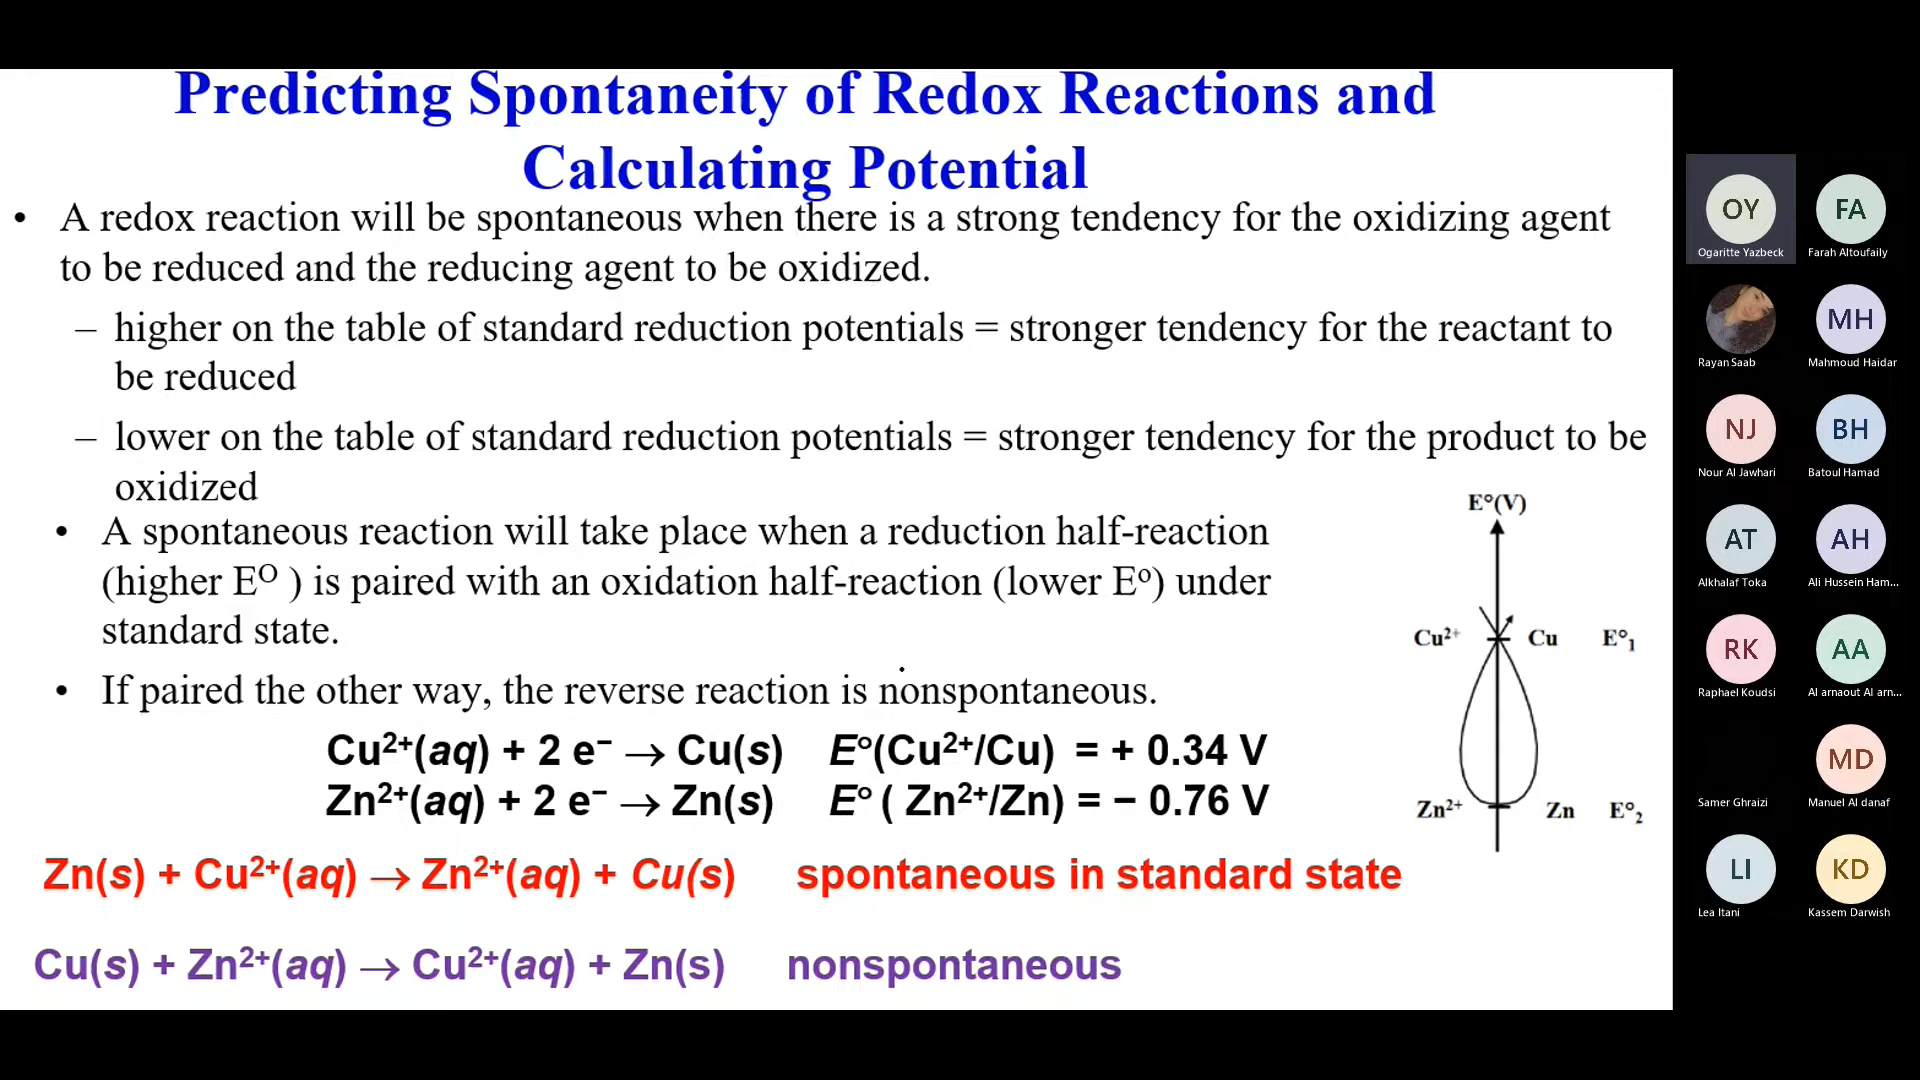 Predicting Spontaneity of Redox Reactions and
Calculating Potential
• A redox reaction will be spontaneous when there is a strong tendency for the oxidizing agent
to be reduced and the reducing agent to be oxidized.
– higher on the table of standard reduction potentials = stronger tendency for the reactant to
be reduced
– lower on the table of standard reduction potentials = stronger tendency for the product to be
oxidized
• A spontaneous reaction will take place when a reduction half-reaction
(higher Eᴼ ) is paired with an oxidation half-reaction (lower Eᵒ) under
standard state.
• If paired the other way, the reverse reaction is nonspontaneous.
Cu²⁺(aq) + 2 e⁻ → Cu(s) E°(Cu²⁺/Cu) = + 0.34 V
Zn²⁺(aq) + 2 e⁻ → Zn(s) E° ( Zn²⁺/Zn) = − 0.76 V
Zn(s) + Cu²⁺(aq) → Zn²⁺(aq) + Cu(s) spontaneous in standard state
Cu(s) + Zn²⁺(aq) → Cu²⁺(aq) + Zn(s) nonspontaneous
E°(V)
Cu²⁺ Cu E°₁
Zn²⁺ Zn E°₂
OY FA
Ogaritte Yazbeck Farah Altoufaily
MH
Rayan Saab Mahmoud Haidar
NJ BH
Nour Al Jawhari Batoul Hamad
AT AH
Alkhalaf Toka Ali Hussein Ham...
RK AA
Raphael Koudsi Al arnaout Al arn...
MD
Samer Ghraizi Manuel Al danaf
LI KD
Lea Itani Kassem Darwish